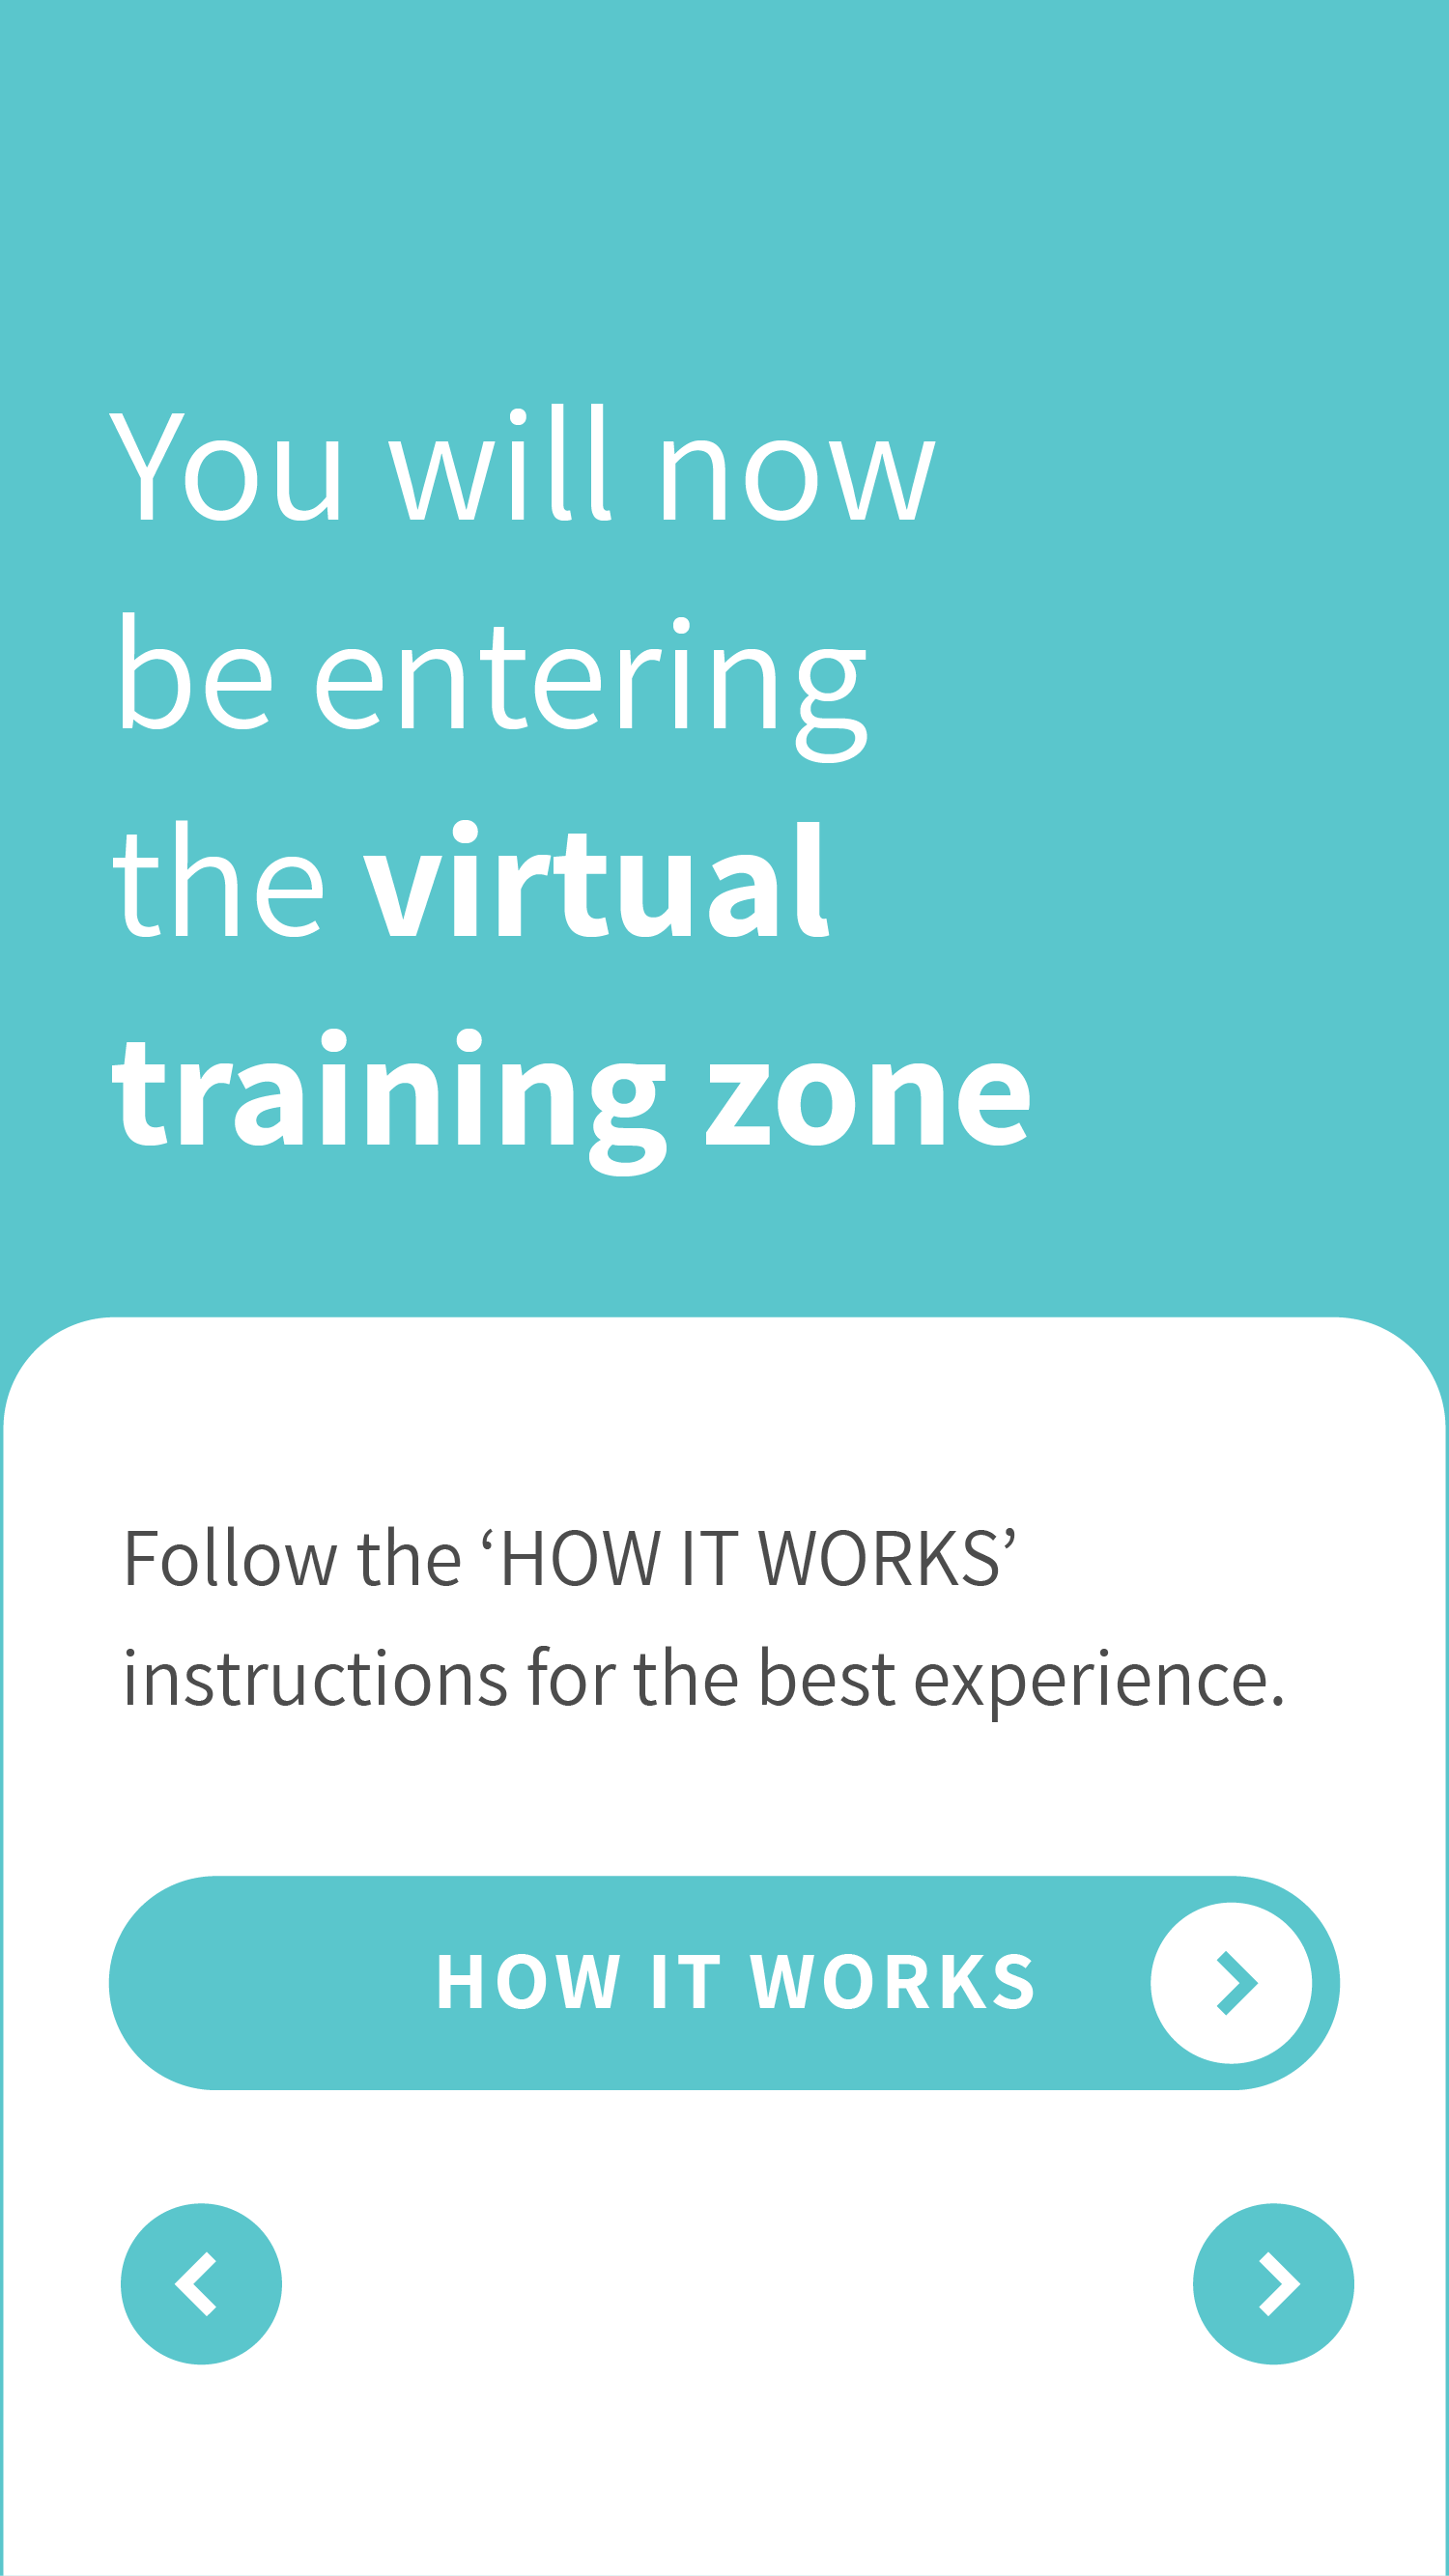 You will now
be entering
the virtual
training zone
Follow the ‘HOW IT WORKS’
instructions for the best experience.
HOW IT WORKS